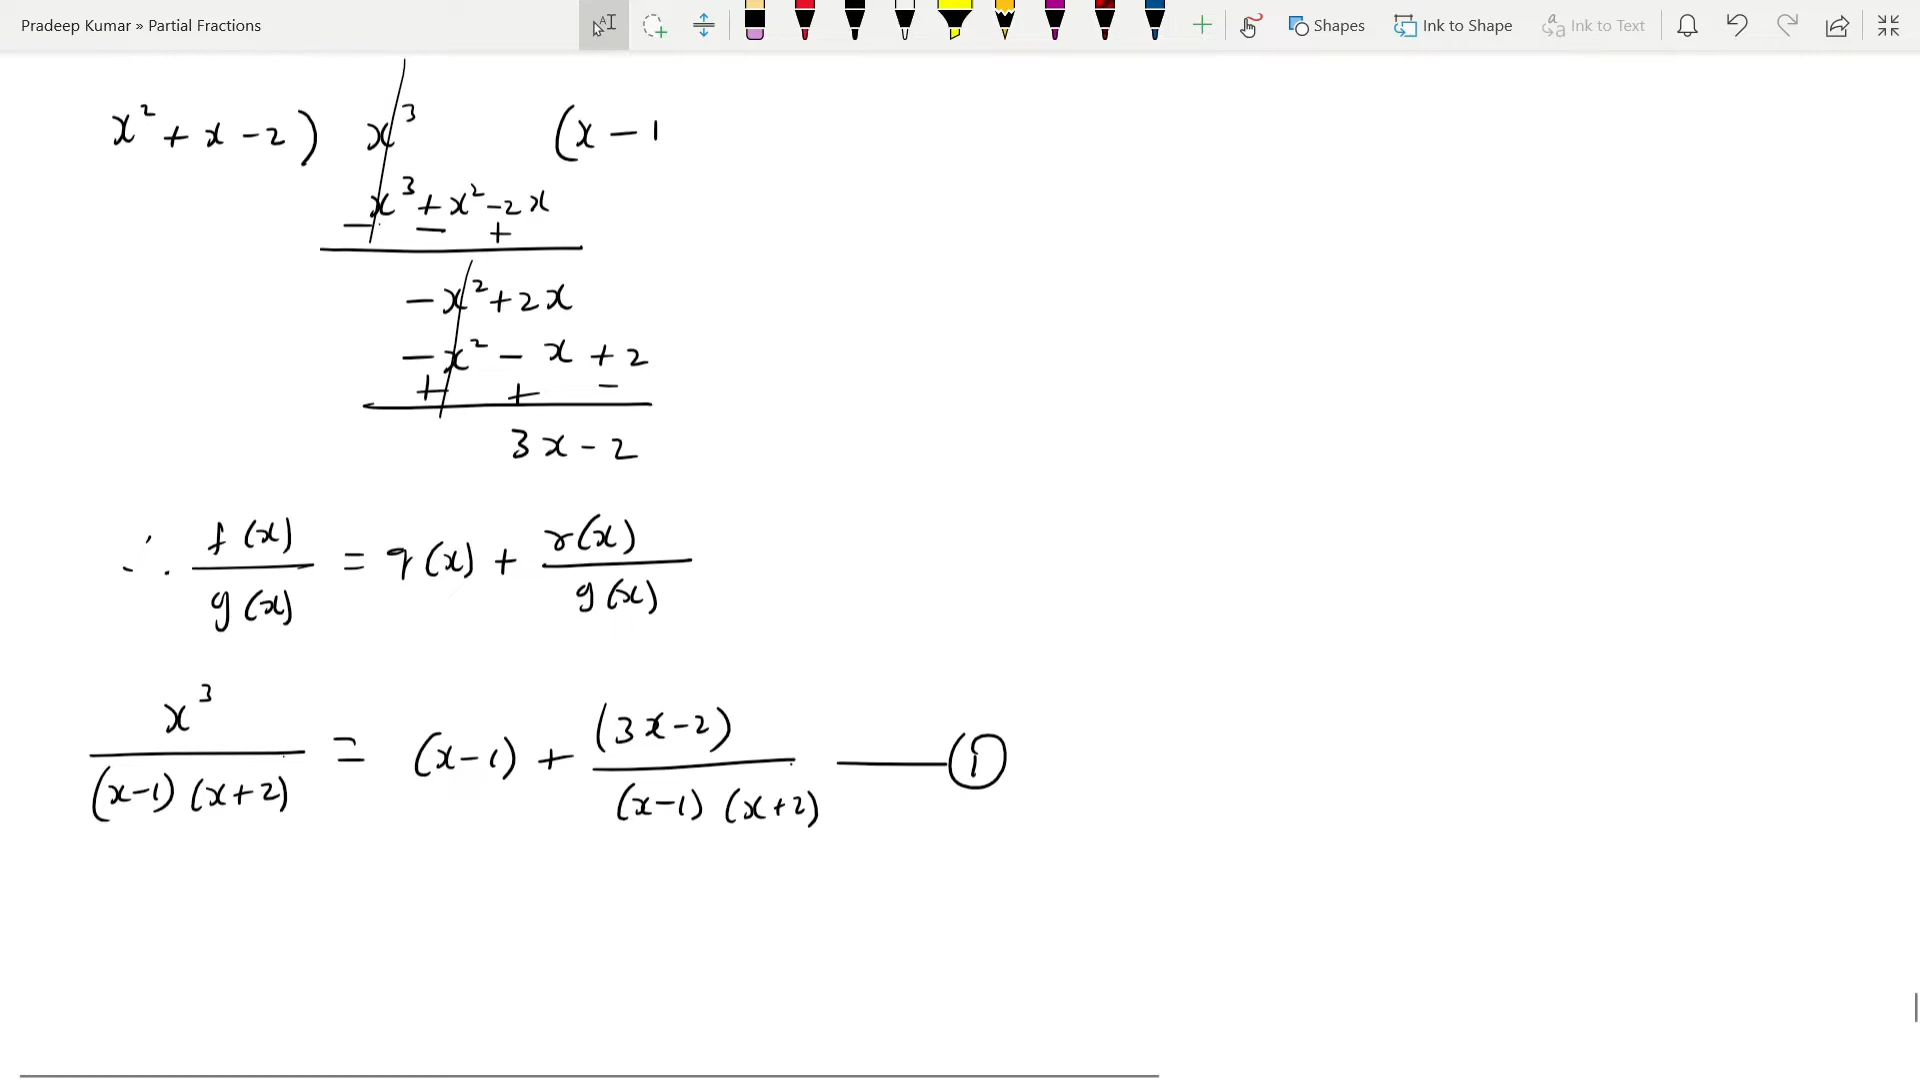 Pradeep Kumar » Partial Fractions
Shapes
Ink to Shape
Ink to Text
x² + x - 2 ) x³ (x - 1
x³ + x² - 2x
- - +
-x² + 2x
-x² - x + 2
+ + -
3x - 2
∴ f(x)/g(x) = q(x) + r(x)/g(x)
x³/(x-1)(x+2) = (x-1) + (3x-2)/(x-1)(x+2) —— ①